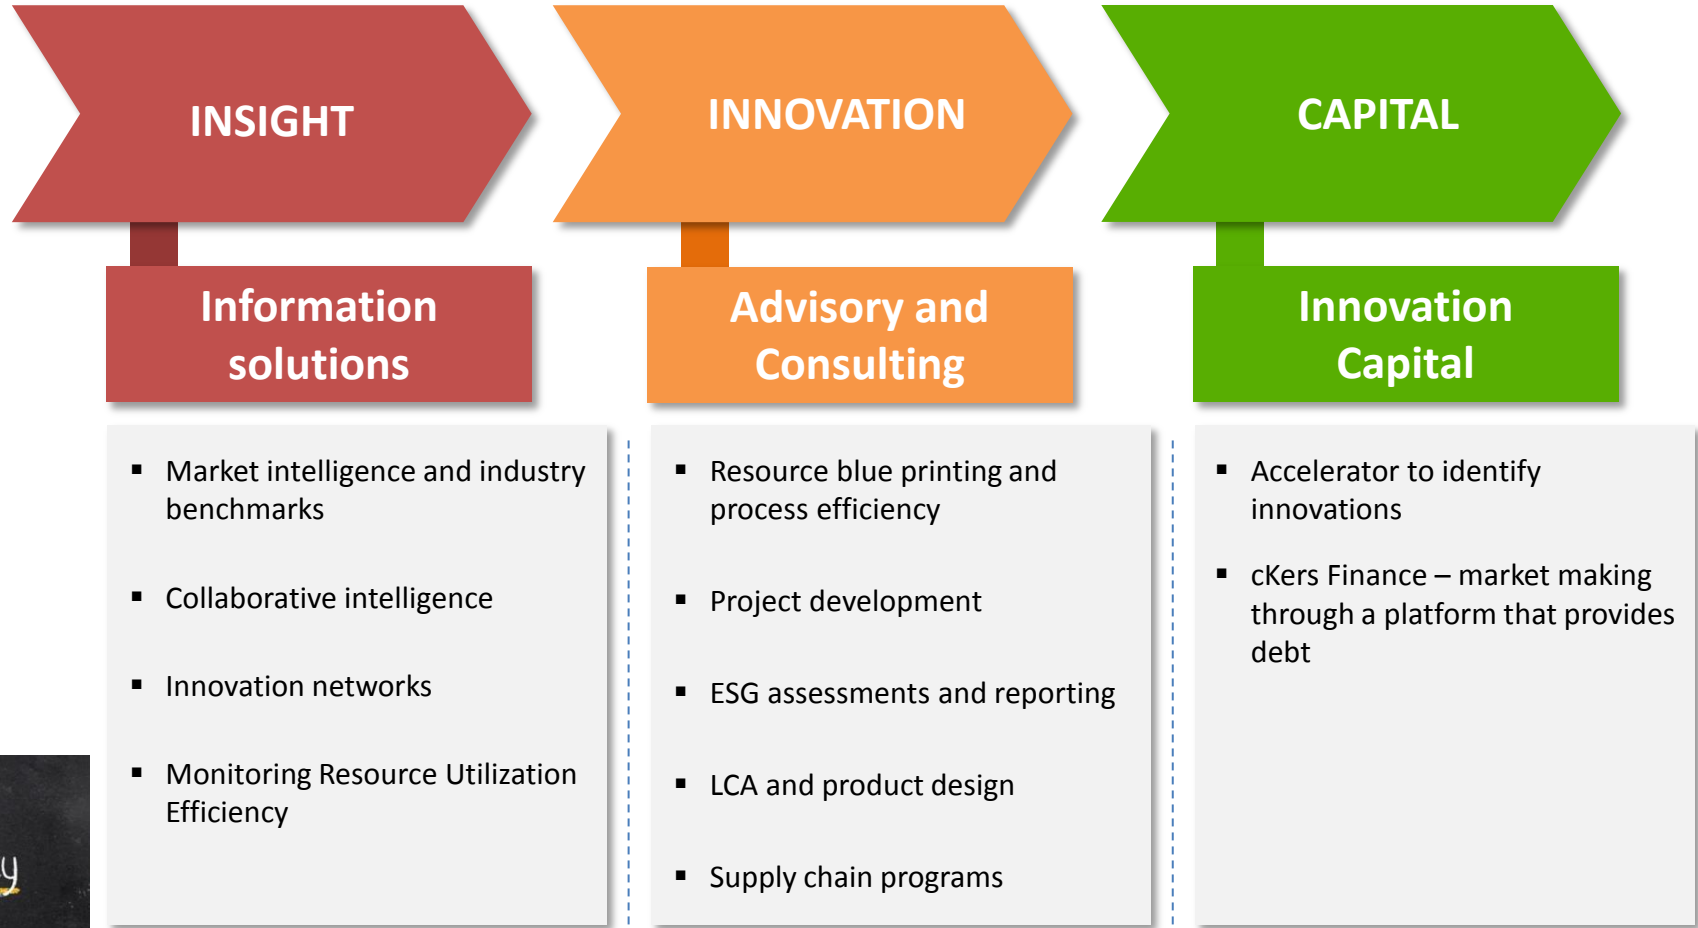 INSIGHT
INNOVATION
CAPITAL
Information
solutions
Advisory and
Consulting
Innovation
Capital
▪ Market intelligence and industry
benchmarks
▪ Collaborative intelligence
▪ Innovation networks
▪ Monitoring Resource Utilization
Efficiency
▪ Resource blue printing and
process efficiency
▪ Project development
▪ ESG assessments and reporting
▪ LCA and product design
▪ Supply chain programs
▪ Accelerator to identify
innovations
▪ cKers Finance – market making
through a platform that provides
debt